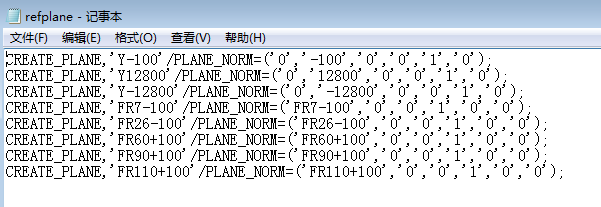 refplane - 记事本
文件(F) 编辑(E) 格式(O) 查看(V) 帮助(H)
CREATE_PLANE,'Y-100'/PLANE_NORM=('0','-100','0','0','1','0');
CREATE_PLANE,'Y12800'/PLANE_NORM=('0','12800','0','0','1','0');
CREATE_PLANE,'Y-12800'/PLANE_NORM=('0','-12800','0','0','1','0');
CREATE_PLANE,'FR7-100'/PLANE_NORM=('FR7-100','0','0','1','0','0');
CREATE_PLANE,'FR26-100'/PLANE_NORM=('FR26-100','0','0','1','0','0');
CREATE_PLANE,'FR60+100'/PLANE_NORM=('FR60+100','0','0','1','0','0');
CREATE_PLANE,'FR90+100'/PLANE_NORM=('FR90+100','0','0','1','0','0');
CREATE_PLANE,'FR110+100'/PLANE_NORM=('FR110+100','0','0','1','0','0');